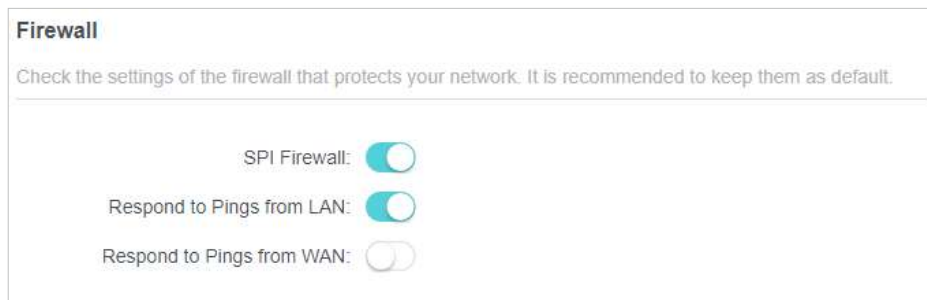 Firewall
Check the settings of the firewall that protects your network. It is recommended to keep them as default.
SPI Firewall:
Respond to Pings from LAN:
Respond to Pings from WAN: